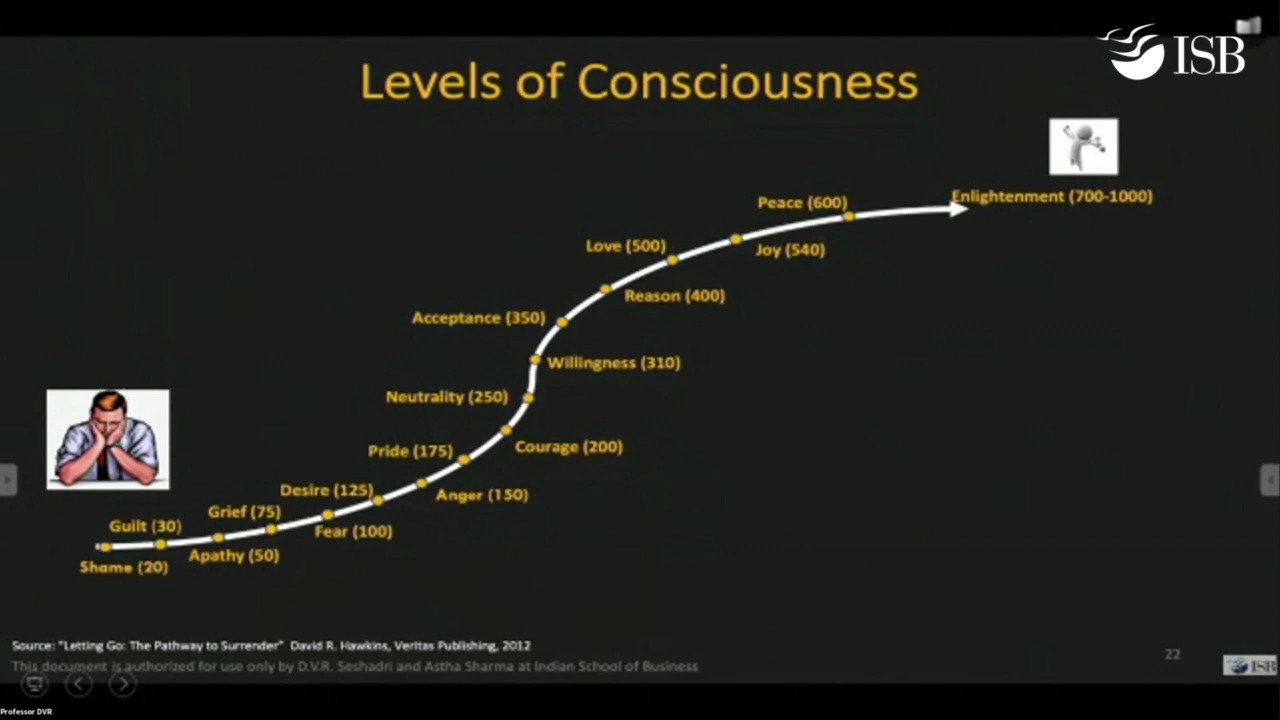 ISB
Levels of Consciousness
Enlightenment (700-1000)
Peace (600)
Joy (540)
Love (500)
Reason (400)
Acceptance (350)
Willingness (310)
Neutrality (250)
Courage (200)
Pride (175)
Anger (150)
Desire (125)
Fear (100)
Grief (75)
Apathy (50)
Guilt (30)
Shame (20)
Source: "Letting Go: The Pathway to Surrender" David R. Hawkins, Veritas Publishing, 2012
This document is authorized for use only by D.V.R. Seshadri and Astha Sharma at Indian School of Business
22
ISB
Professor DVR